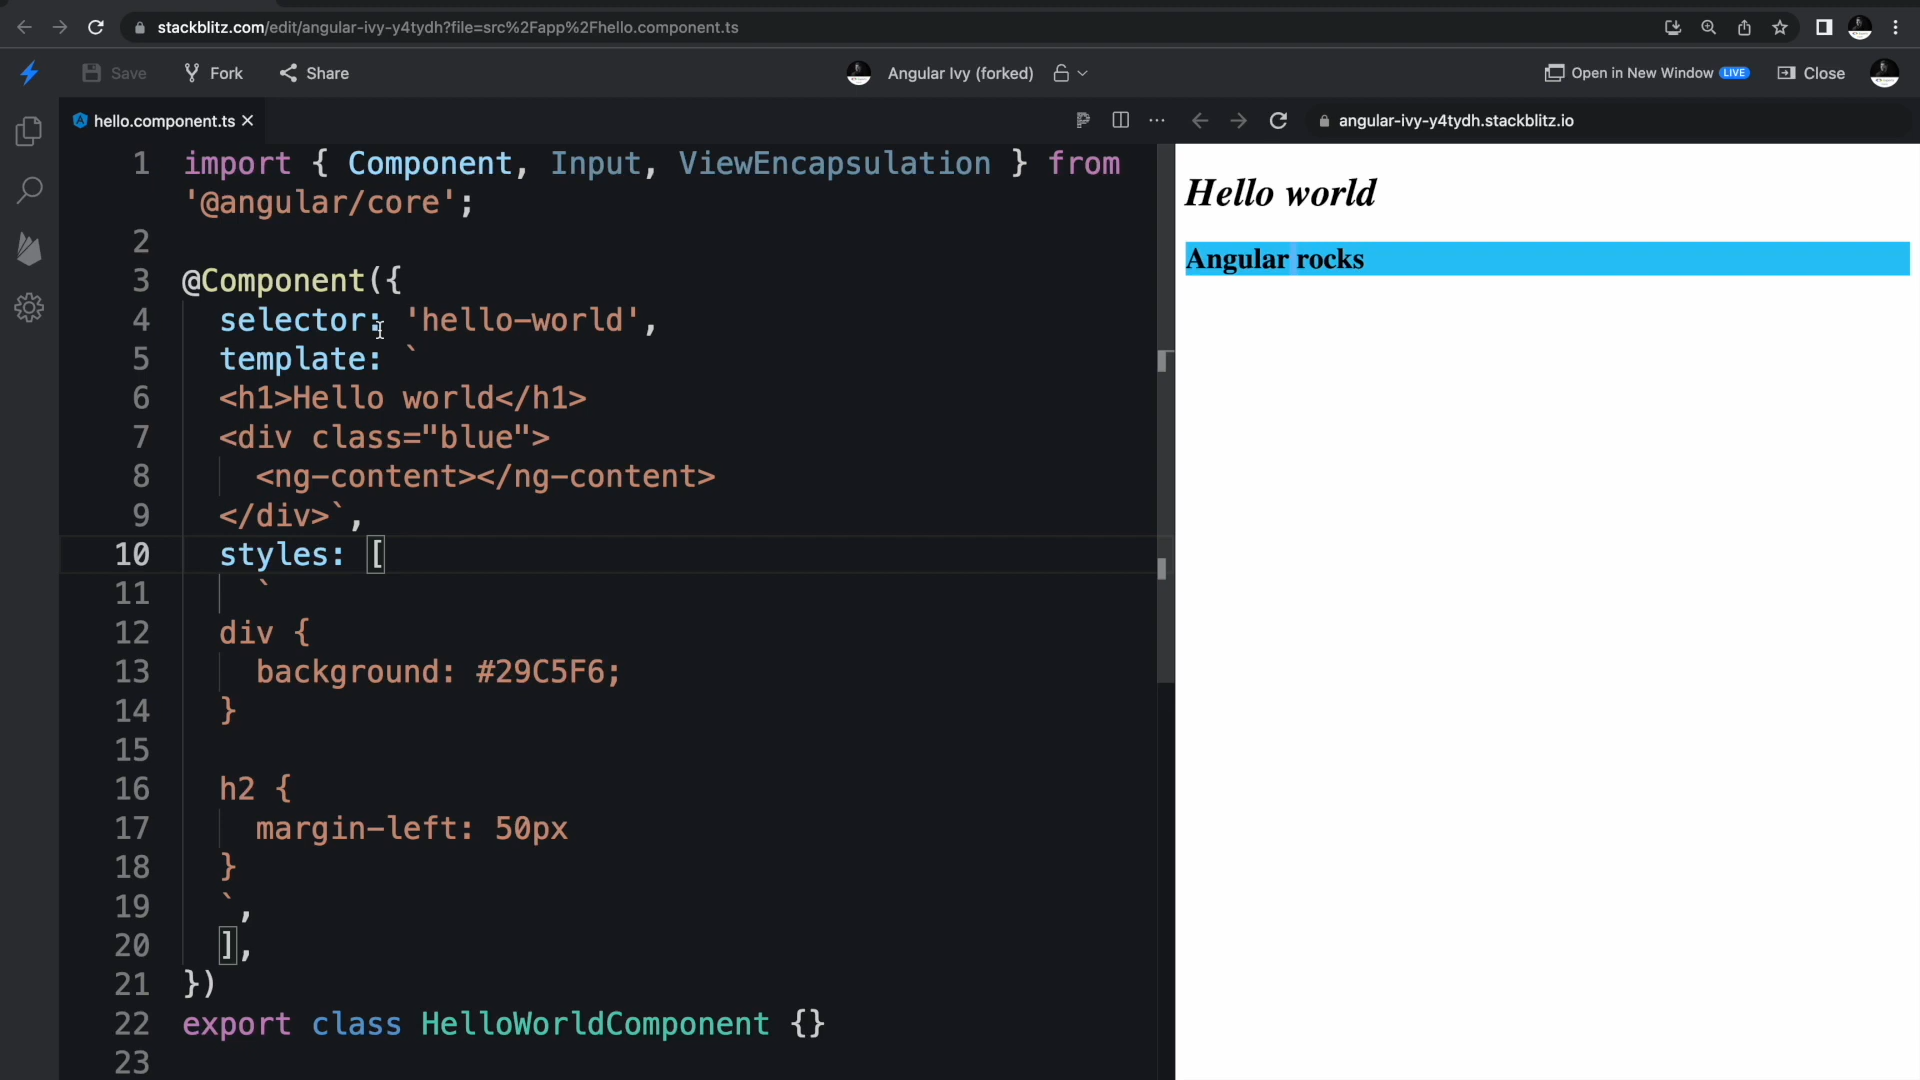 stackblitz.com/edit/angular-ivy-y4tydh?file=src%2Fapp%2Fhello.component.ts
Save Fork Share Angular Ivy (forked) Open in New Window LIVE Close
hello.component.ts
angular-ivy-y4tydh.stackblitz.io
1 import { Component, Input, ViewEncapsulation } from
'@angular/core';
2
3 @Component({
4 selector: 'hello-world',
5 template: `
6 <h1>Hello world</h1>
7 <div class="blue">
8 <ng-content></ng-content>
9 </div>`,
10 styles: [
11 `
12 div {
13 background: #29C5F6;
14 }
15
16 h2 {
17 margin-left: 50px
18 }
19 `,
20 ],
21 })
22 export class HelloWorldComponent {}
23
Hello world
Angular rocks